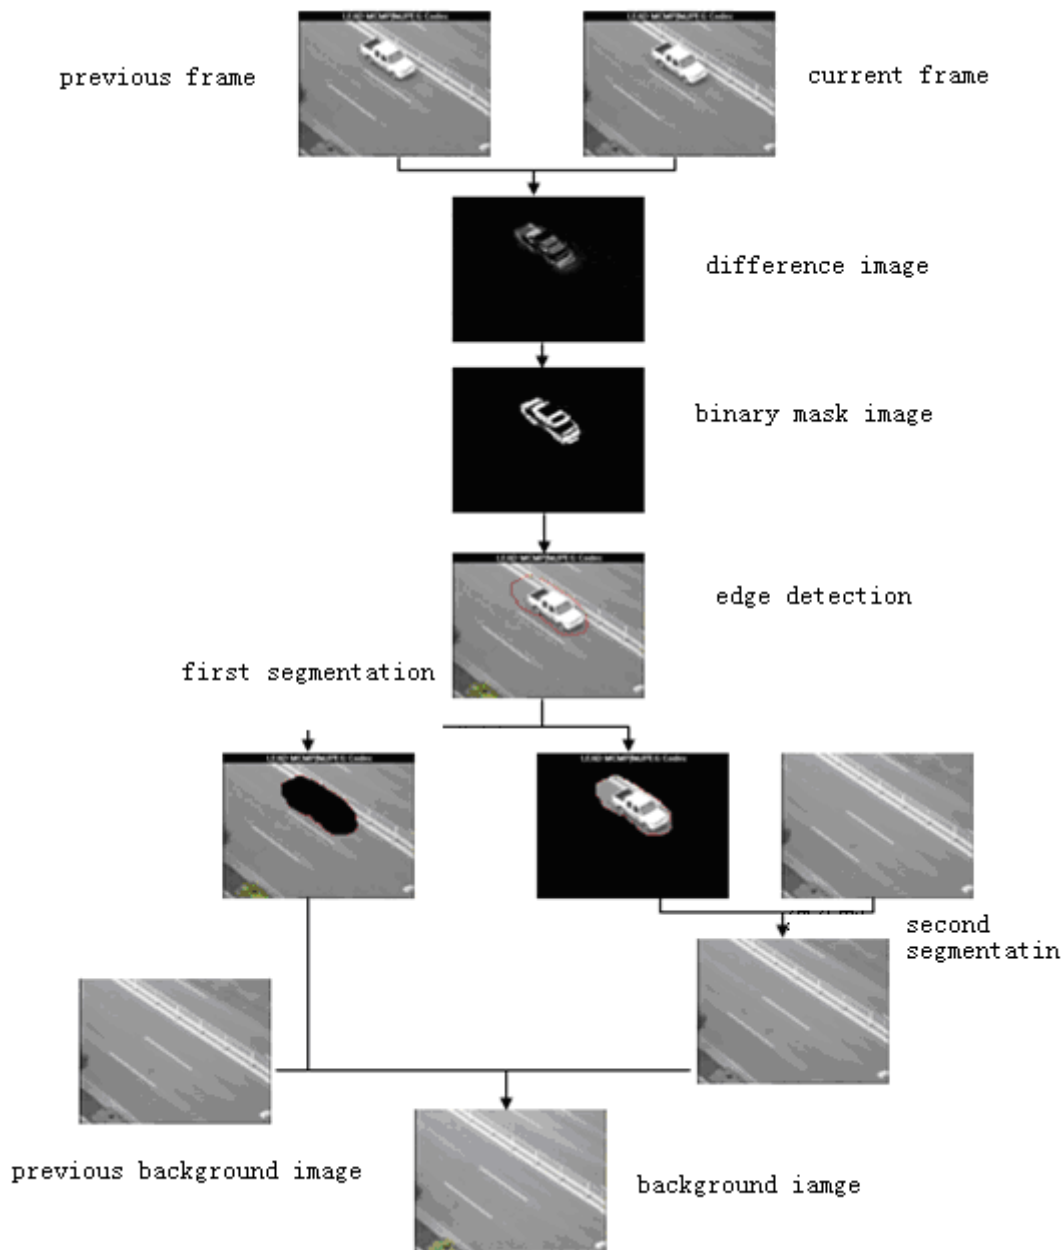 previous frame
current frame
difference image
binary mask image
edge detection
first segmentation
second
segmentatin
previous background image
background iamge